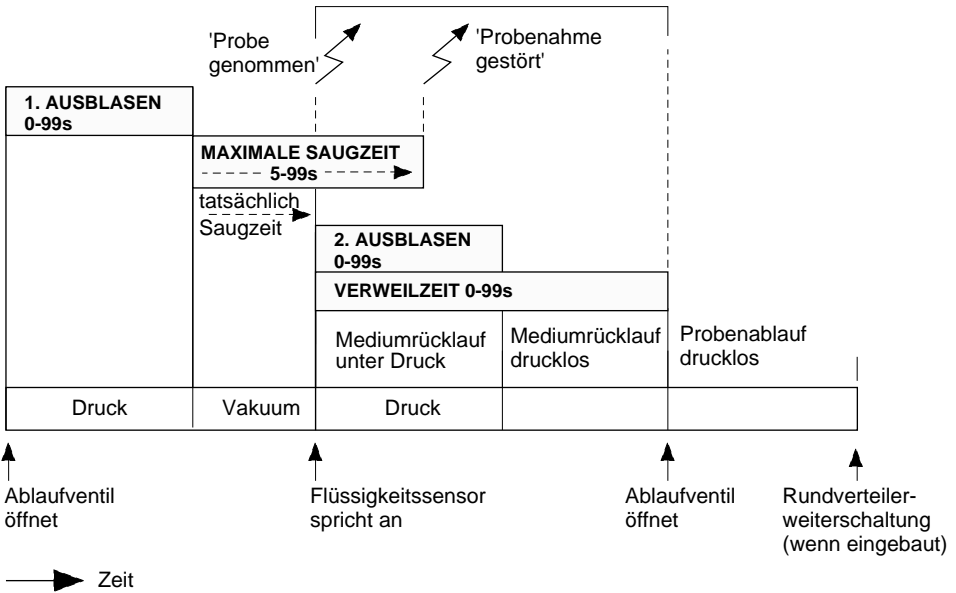 'Probe
genommen'
'Probenahme
gestört'
1. AUSBLASEN
0-99s
MAXIMALE SAUGZEIT
5-99s
tatsächlich
Saugzeit
2. AUSBLASEN
0-99s
VERWEILZEIT 0-99s
Mediumrücklauf
unter Druck
Mediumrücklauf
drucklos
Probenablauf
drucklos
Druck
Vakuum
Druck
Ablaufventil
öffnet
Flüssigkeitssensor
spricht an
Ablaufventil
öffnet
Rundverteiler-
weiterschaltung
(wenn eingebaut)
Zeit